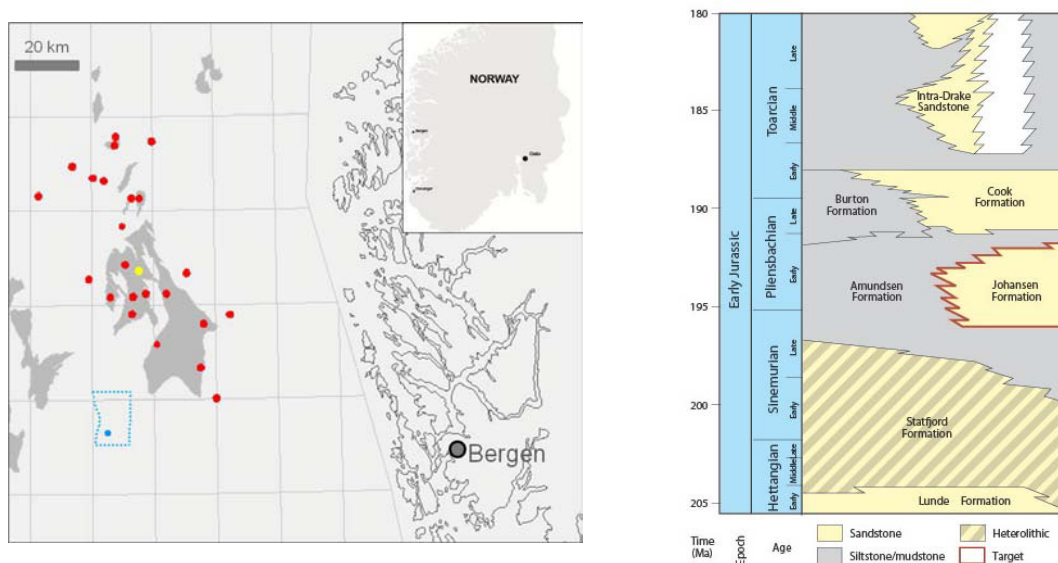 20 km
NORWAY
Bergen
Oslo
Stavanger
Bergen
180
185
190
195
200
205
Time
(Ma)
Early Jurassic
Epoch
Toarcian
Pliensbachian
Sinemurian
Hettangian
Age
Late
Middle
Early
Late
Early
Late
Early
Late
Middle
Early
Intra-Drake
Sandstone
Burton
Formation
Cook
Formation
Amundsen
Formation
Johansen
Formation
Statfjord
Formation
Lunde Formation
Sandstone
Heterolithic
Siltstone/mudstone
Target